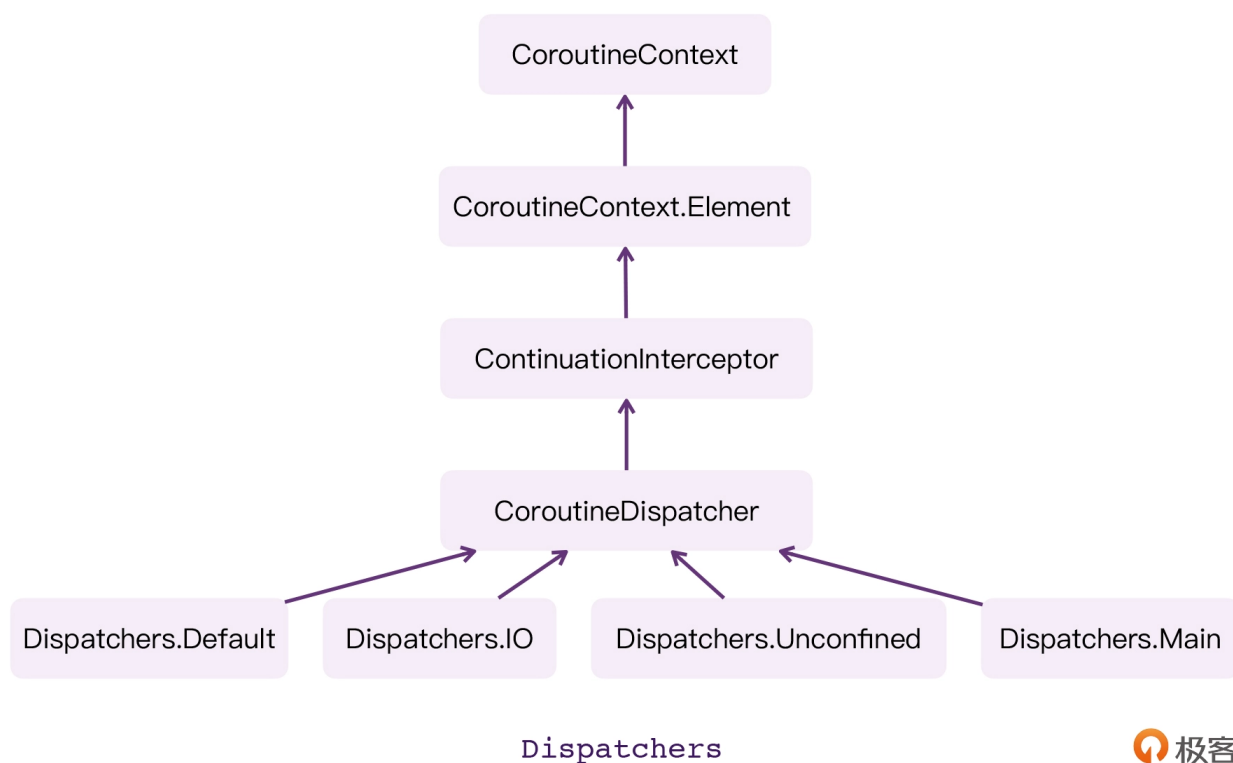 CoroutineContext
CoroutineContext.Element
ContinuationInterceptor
CoroutineDispatcher
Dispatchers.Default
Dispatchers.IO
Dispatchers.Unconfined
Dispatchers.Main
Dispatchers
极客